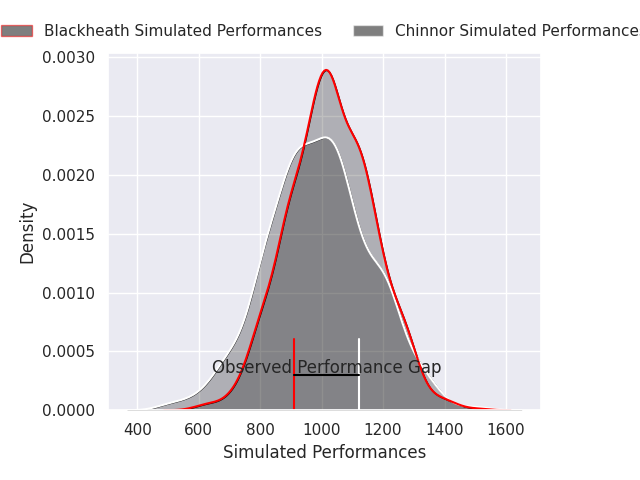 Blackheath Simulated Performances
Chinnor Simulated Performance
0.0030
0.0025
0.0020
0.0015
0.0010
0.0005
0.0000
Density
Observed Performance Gap
400 600 800 1000 1200 1400 1600
Simulated Performances